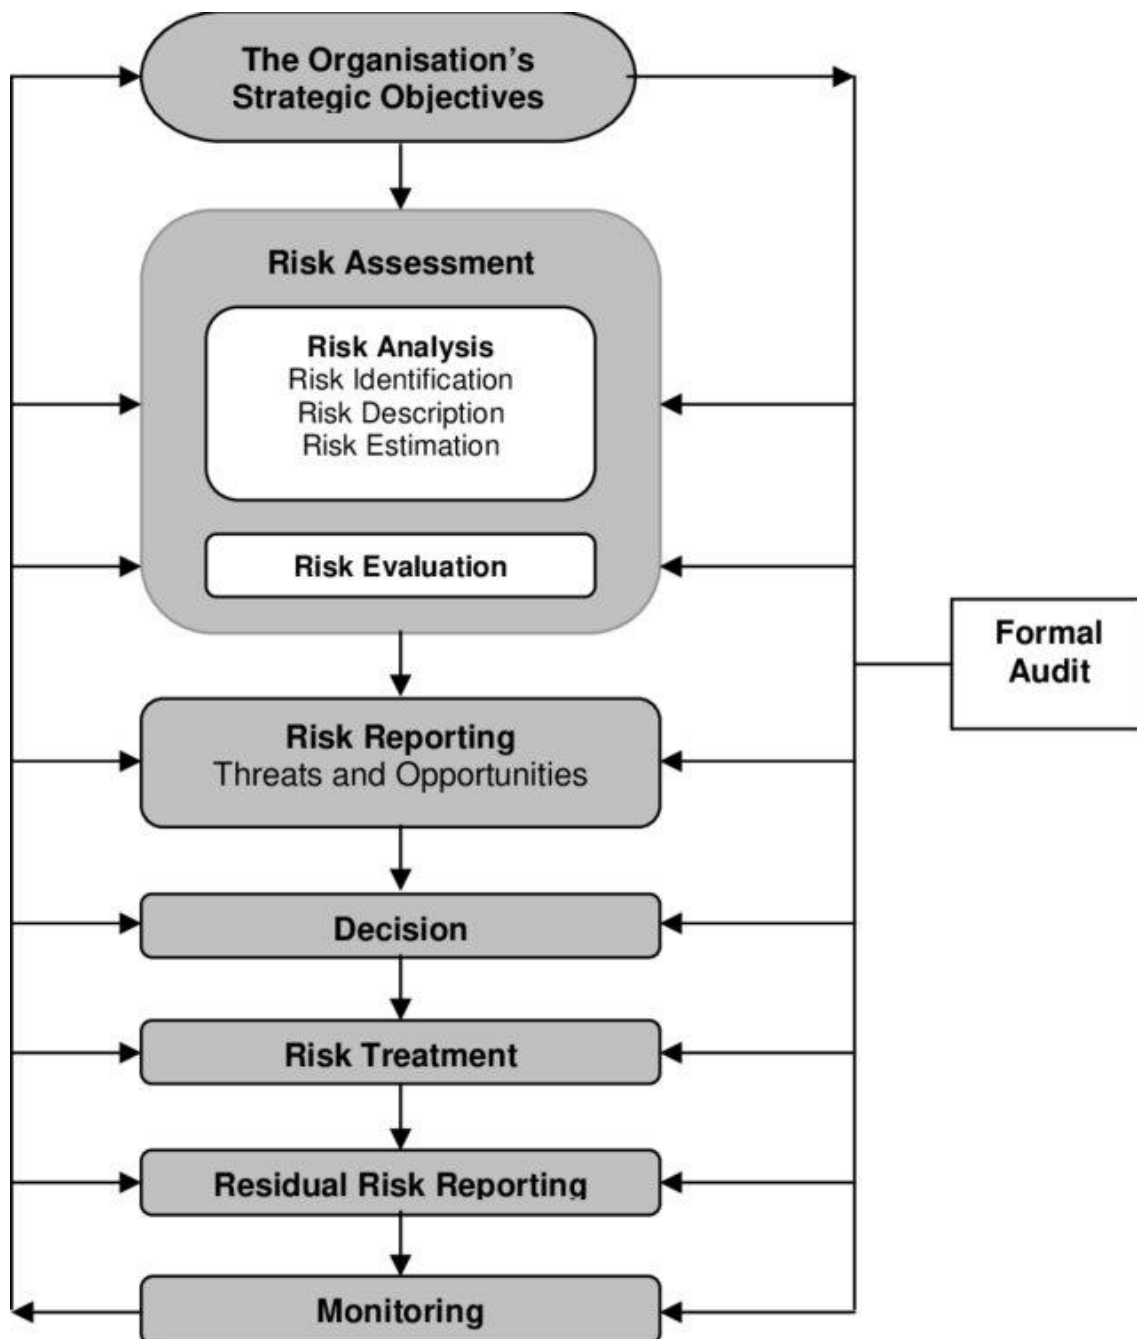 The Organisation's
Strategic Objectives
Risk Assessment
Risk Analysis
Risk Identification
Risk Description
Risk Estimation
Risk Evaluation
Formal
Audit
Risk Reporting
Threats and Opportunities
Decision
Risk Treatment
Residual Risk Reporting
Monitoring